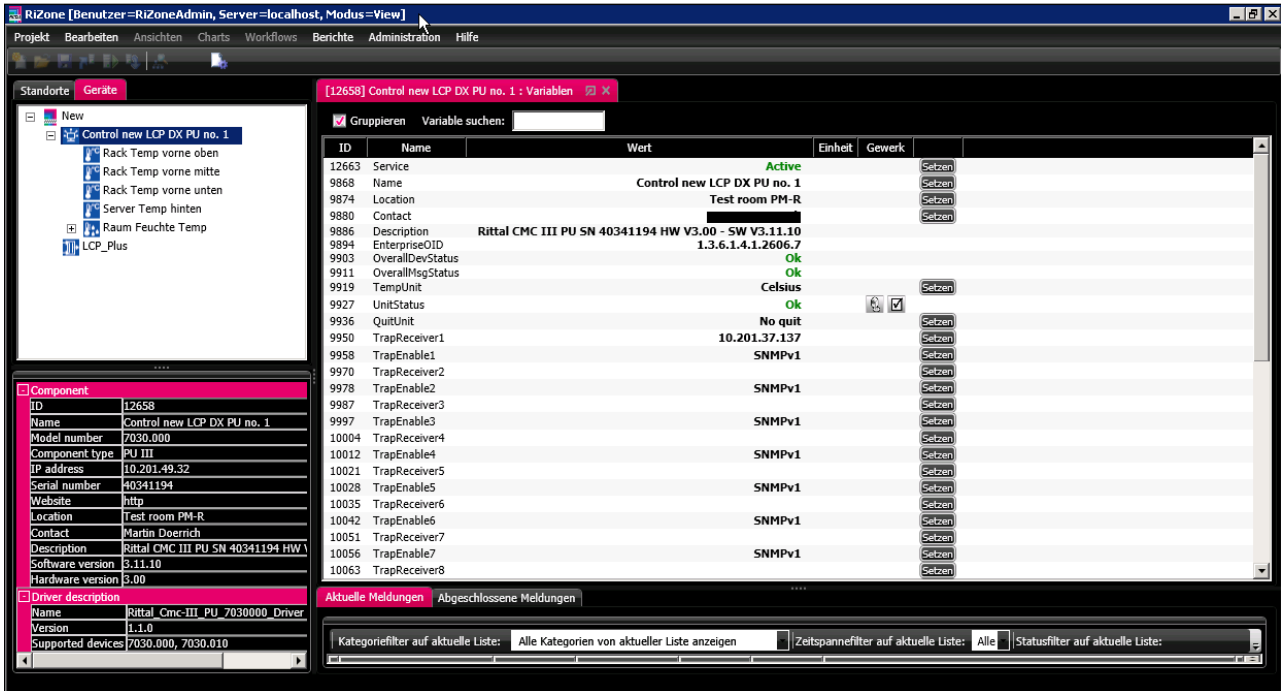 RiZone [Benutzer=RiZoneAdmin, Server=localhost, Modus=View]
Projekt Bearbeiten Ansichten Charts Workflows Berichte Administration Hilfe
Standorte Geräte
New
Control new LCP DX PU no. 1
Rack Temp vorne oben
Rack Temp vorne mitte
Rack Temp vorne unten
Server Temp hinten
Raum Feuchte Temp
LCP_Plus
Component
ID 12658
Name Control new LCP DX PU no. 1
Model number 7030.000
Component type PU III
IP address 10.201.49.32
Serial number 40341194
Website http
Location Test room PM-R
Contact Martin Doerrich
Description Rittal CMC III PU SN 40341194 HW
Software version 3.11.10
Hardware version 3.00
Driver description
Name Rittal_Cmc-III_PU_7030000_Driver
Version 1.1.0
Supported devices 7030.000, 7030.010
[12658] Control new LCP DX PU no. 1 : Variablen
Gruppieren Variable suchen:
ID Name Wert Einheit Gewerk
12663 Service Active Setzen
9868 Name Control new LCP DX PU no. 1 Setzen
9874 Location Test room PM-R Setzen
9880 Contact Setzen
9886 Description Rittal CMC III PU SN 40341194 HW V3.00 - SW V3.11.10
9894 EnterpriseOID 1.3.6.1.4.1.2606.7
9903 OverallDevStatus Ok
9911 OverallMsgStatus Ok
9919 TempUnit Celsius Setzen
9927 UnitStatus Ok
9936 QuitUnit No quit Setzen
9950 TrapReceiver1 10.201.37.137 Setzen
9958 TrapEnable1 SNMPv1 Setzen
9970 TrapReceiver2 Setzen
9978 TrapEnable2 SNMPv1 Setzen
9987 TrapReceiver3 Setzen
9997 TrapEnable3 SNMPv1 Setzen
10004 TrapReceiver4 Setzen
10012 TrapEnable4 SNMPv1 Setzen
10021 TrapReceiver5 Setzen
10028 TrapEnable5 SNMPv1 Setzen
10035 TrapReceiver6 Setzen
10042 TrapEnable6 SNMPv1 Setzen
10051 TrapReceiver7 Setzen
10056 TrapEnable7 SNMPv1 Setzen
10063 TrapReceiver8 Setzen
Aktuelle Meldungen Abgeschlossene Meldungen
Kategoriefilter auf aktuelle Liste: Alle Kategorien von aktueller Liste anzeigen Zeitspannefilter auf aktuelle Liste: Alle Statusfilter auf aktuelle Liste: